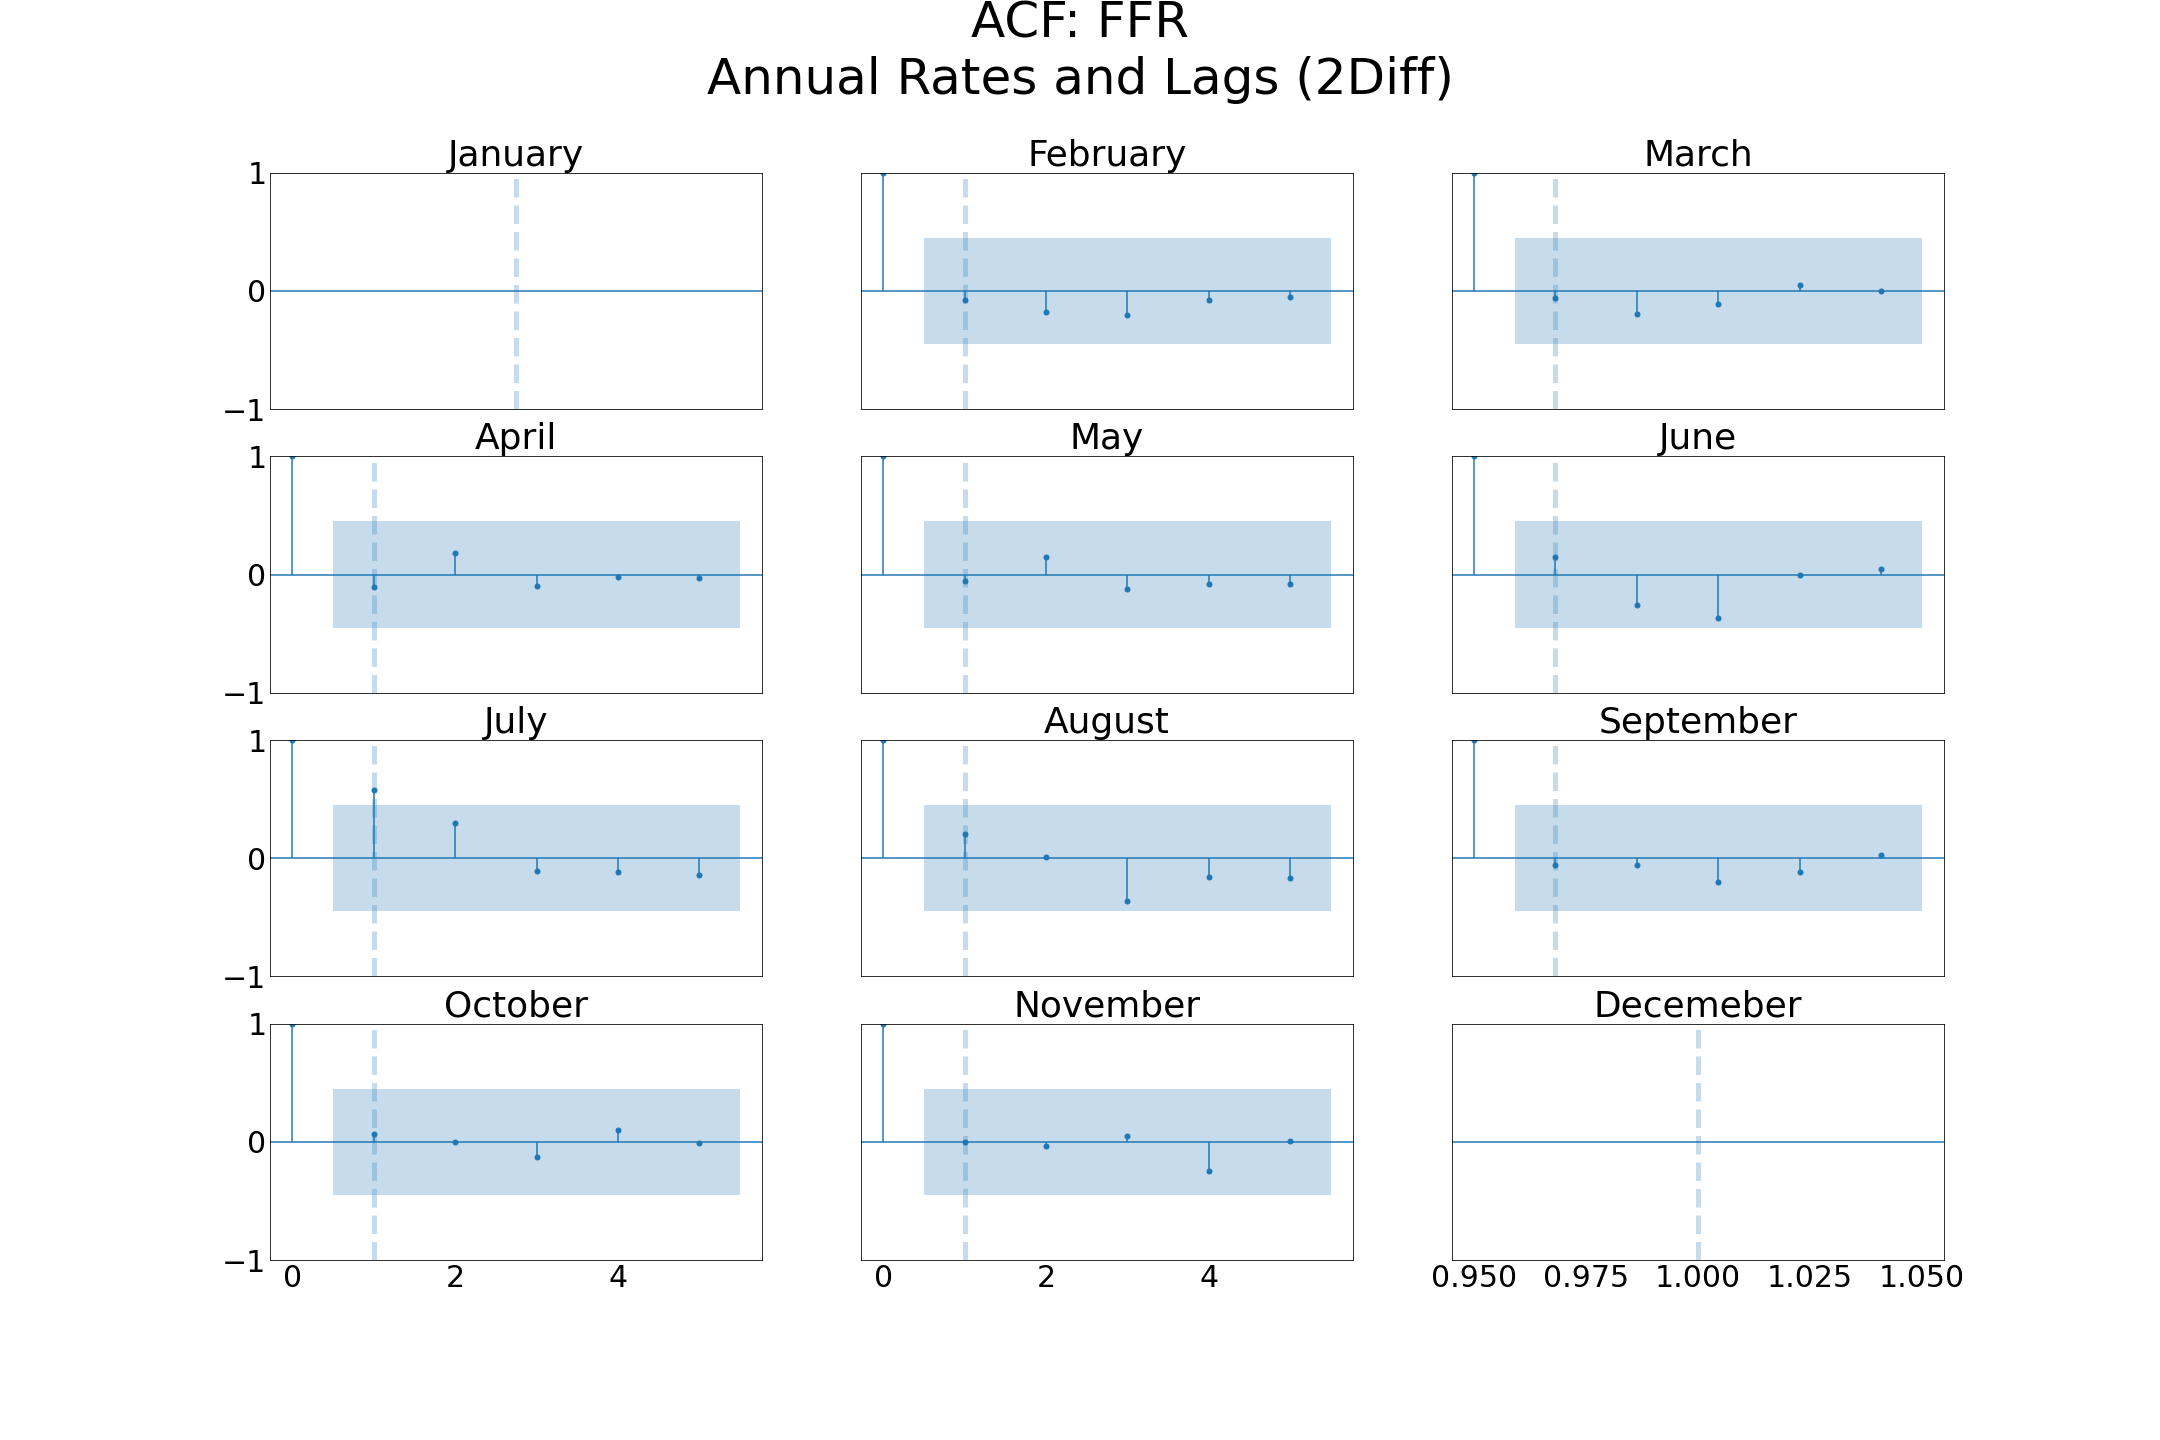 ACF: FFR
Annual Rates and Lags (2Diff)
January
February
March
1
0
−1
April
May
June
1
0
−1
July
August
September
1
0
−1
October
November
Decemeber
1
0
−1
0 2 4
0 2 4
0.950 0.975 1.000 1.025 1.050